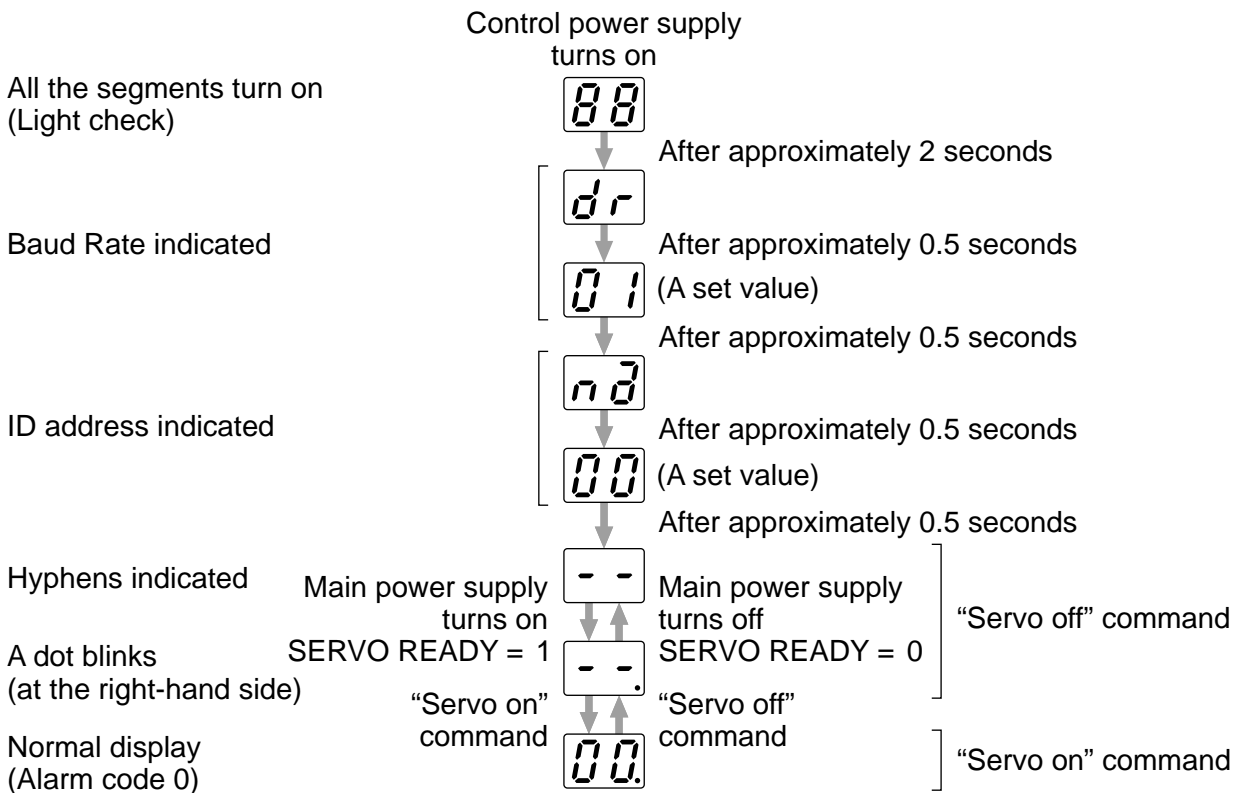 Control power supply
turns on
All the segments turn on
(Light check)
88
After approximately 2 seconds
dr
Baud Rate indicated
After approximately 0.5 seconds
01
(A set value)
After approximately 0.5 seconds
nd
ID address indicated
After approximately 0.5 seconds
00
(A set value)
After approximately 0.5 seconds
Hyphens indicated
- -
Main power supply
turns on
SERVO READY = 1
Main power supply
turns off
SERVO READY = 0
“Servo off” command
A dot blinks
(at the right-hand side)
- -.
“Servo on”
command
“Servo off”
command
Normal display
(Alarm code 0)
00.
“Servo on” command